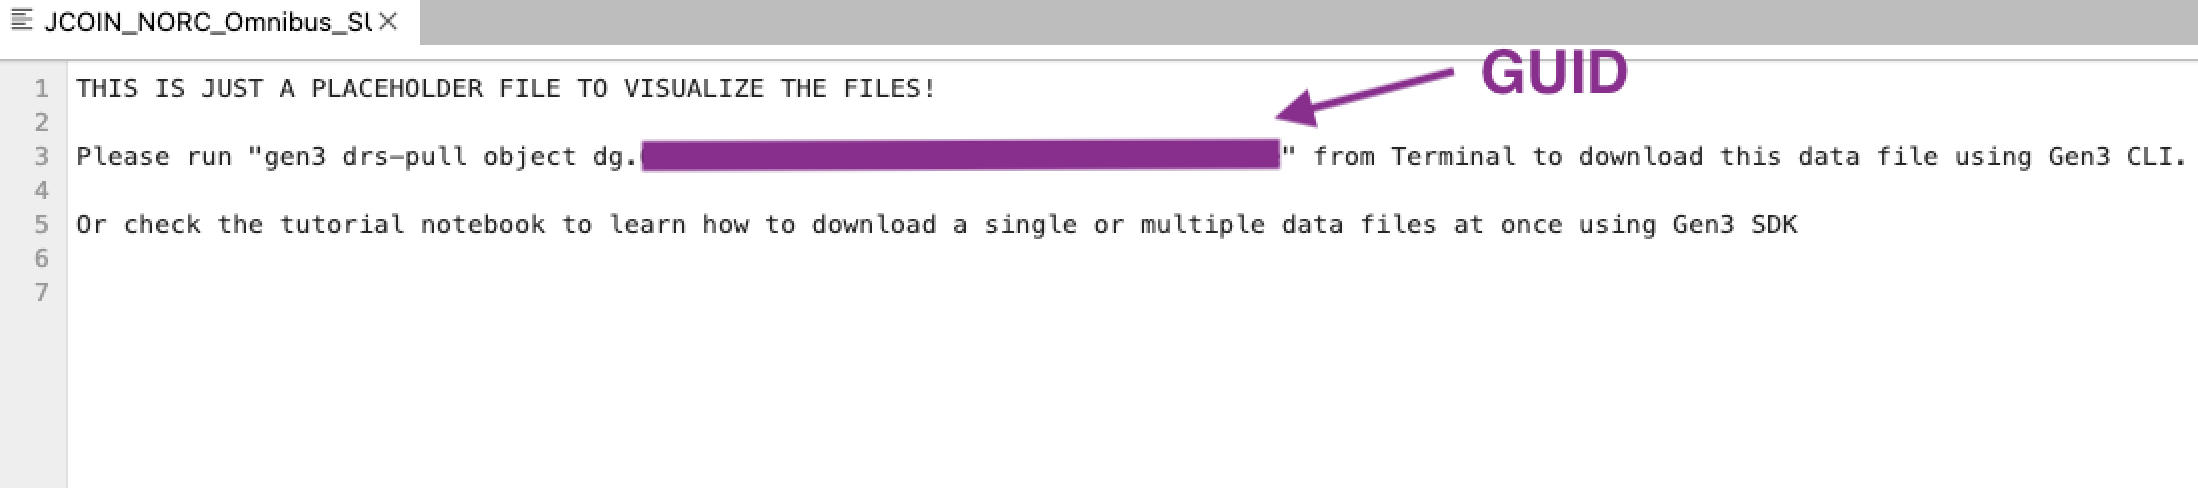 JCOIN_NORC_Omnibus_SU
GUID
1 THIS IS JUST A PLACEHOLDER FILE TO VISUALIZE THE FILES!
2
3 Please run "gen3 drs-pull object dg. " from Terminal to download this data file using Gen3 CLI.
4
5 Or check the tutorial notebook to learn how to download a single or multiple data files at once using Gen3 SDK
6
7